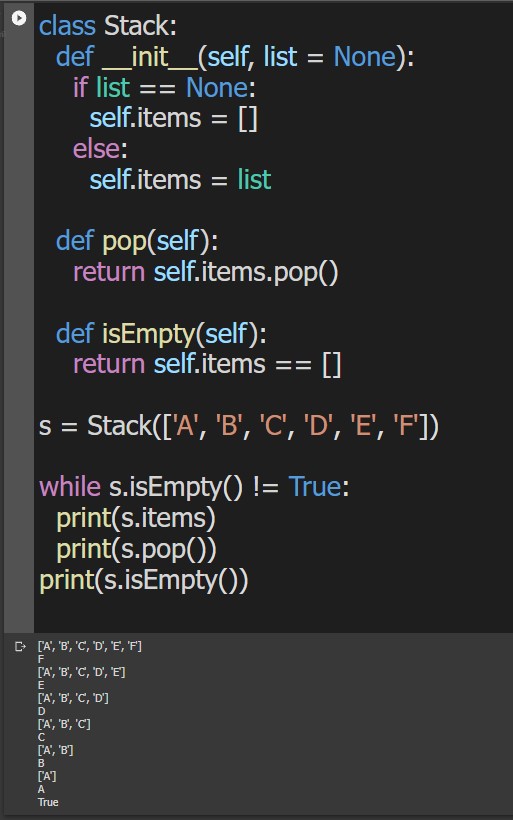 class Stack:
  def __init__(self, list = None):
    if list == None:
      self.items = []
    else:
      self.items = list

  def pop(self):
    return self.items.pop()

  def isEmpty(self):
    return self.items == []

s = Stack(['A', 'B', 'C', 'D', 'E', 'F'])

while s.isEmpty() != True:
  print(s.items)
  print(s.pop())
print(s.isEmpty())

['A', 'B', 'C', 'D', 'E', 'F']
F
['A', 'B', 'C', 'D', 'E']
E
['A', 'B', 'C', 'D']
D
['A', 'B', 'C']
C
['A', 'B']
B
['A']
A
True